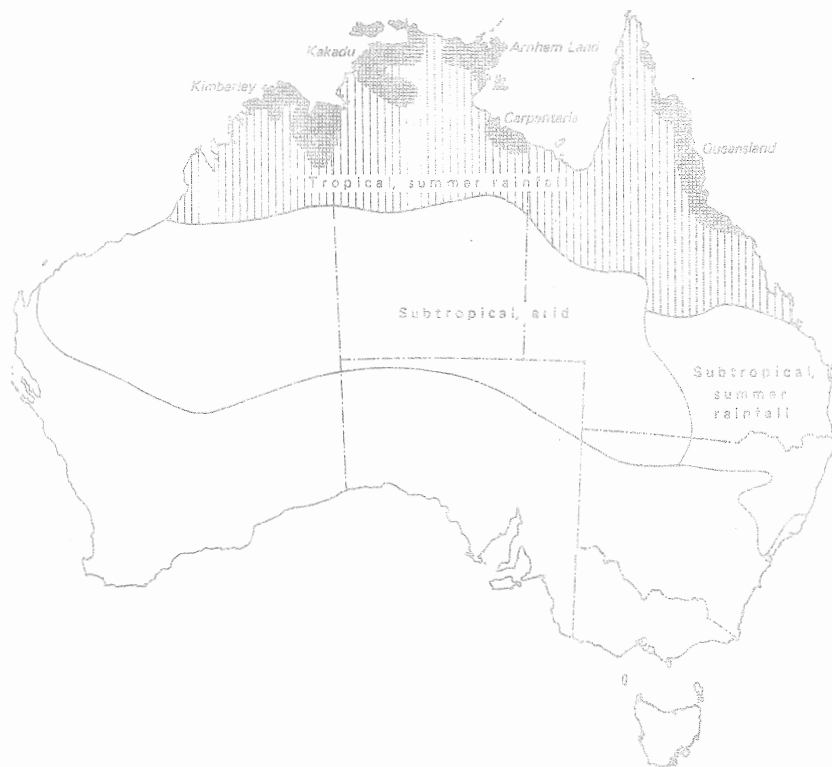 Kakadu
Arnhem Land
Kimberley
Carpentaria
Queensland
Tropical, summer rainfall
Subtropical, arid
Subtropical,
summer
rainfall